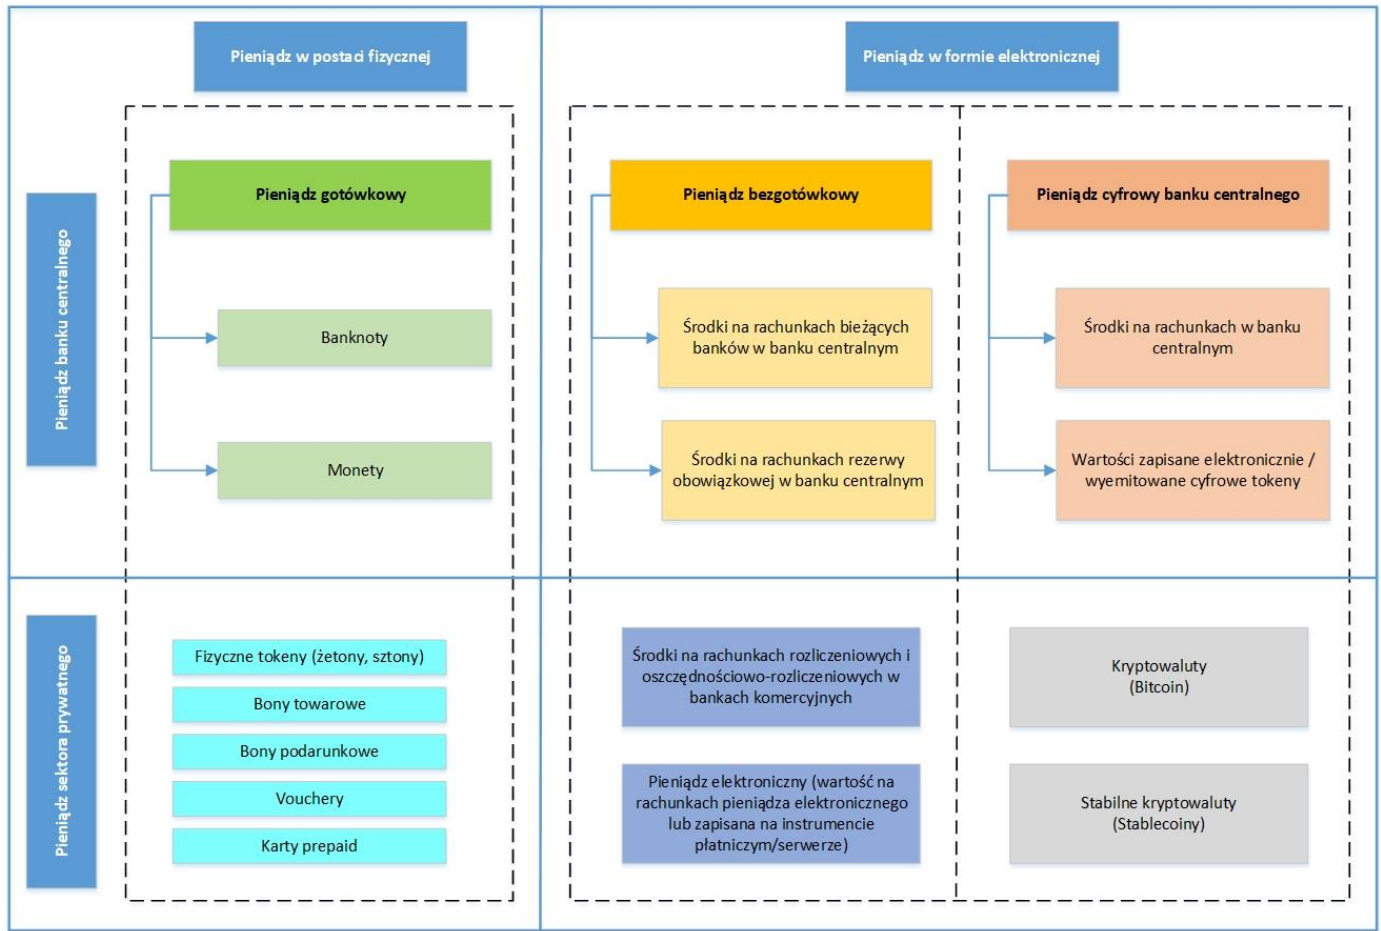 Pieniądz w postaci fizycznej
Pieniądz w formie elektronicznej
Pieniądz banku centralnego
Pieniądz gotówkowy
Banknoty
Monety
Pieniądz bezgotówkowy
Środki na rachunkach bieżących
banków w banku centralnym
Środki na rachunkach rezerwy
obowiązkowej w banku centralnym
Pieniądz cyfrowy banku centralnego
Środki na rachunkach w banku
centralnym
Wartości zapisane elektronicznie /
wyemitowane cyfrowe tokeny
Pieniądz sektora prywatnego
Fizyczne tokeny (żetony, sztony)
Bony towarowe
Bony podarunkowe
Vouchery
Karty prepaid
Środki na rachunkach rozliczeniowych i
oszczędnościowo-rozliczeniowych w
bankach komercyjnych
Pieniądz elektroniczny (wartość na
rachunkach pieniądza elektronicznego
lub zapisana na instrumencie
płatniczym/serwerze)
Kryptowaluty
(Bitcoin)
Stabilne kryptowaluty
(Stablecoiny)